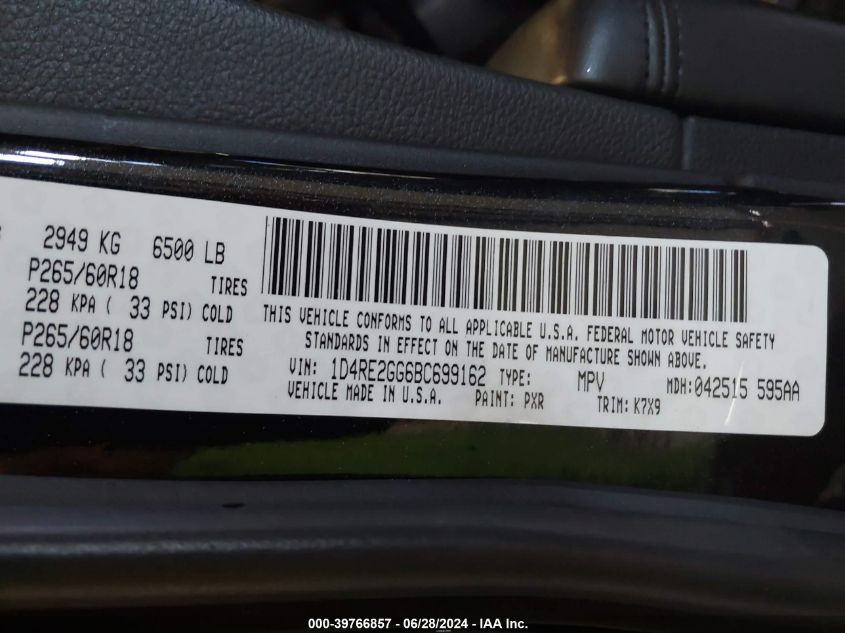 2949 KG 6500 LB
P265/60R18 TIRES
228 KPA ( 33 PSI) COLD
P265/60R18 TIRES
228 KPA ( 33 PSI) COLD
THIS VEHICLE CONFORMS TO ALL APPLICABLE U.S.A. FEDERAL MOTOR VEHICLE SAFETY
STANDARDS IN EFFECT ON THE DATE OF MANUFACTURE SHOWN ABOVE.
VIN: 1D4RE2GG6BC699162 TYPE: MPV MDH:042515 595AA
VEHICLE MADE IN U.S.A. PAINT: PXR TRIM: K7X9
000-39766857 - 06/28/2024 - IAA Inc.